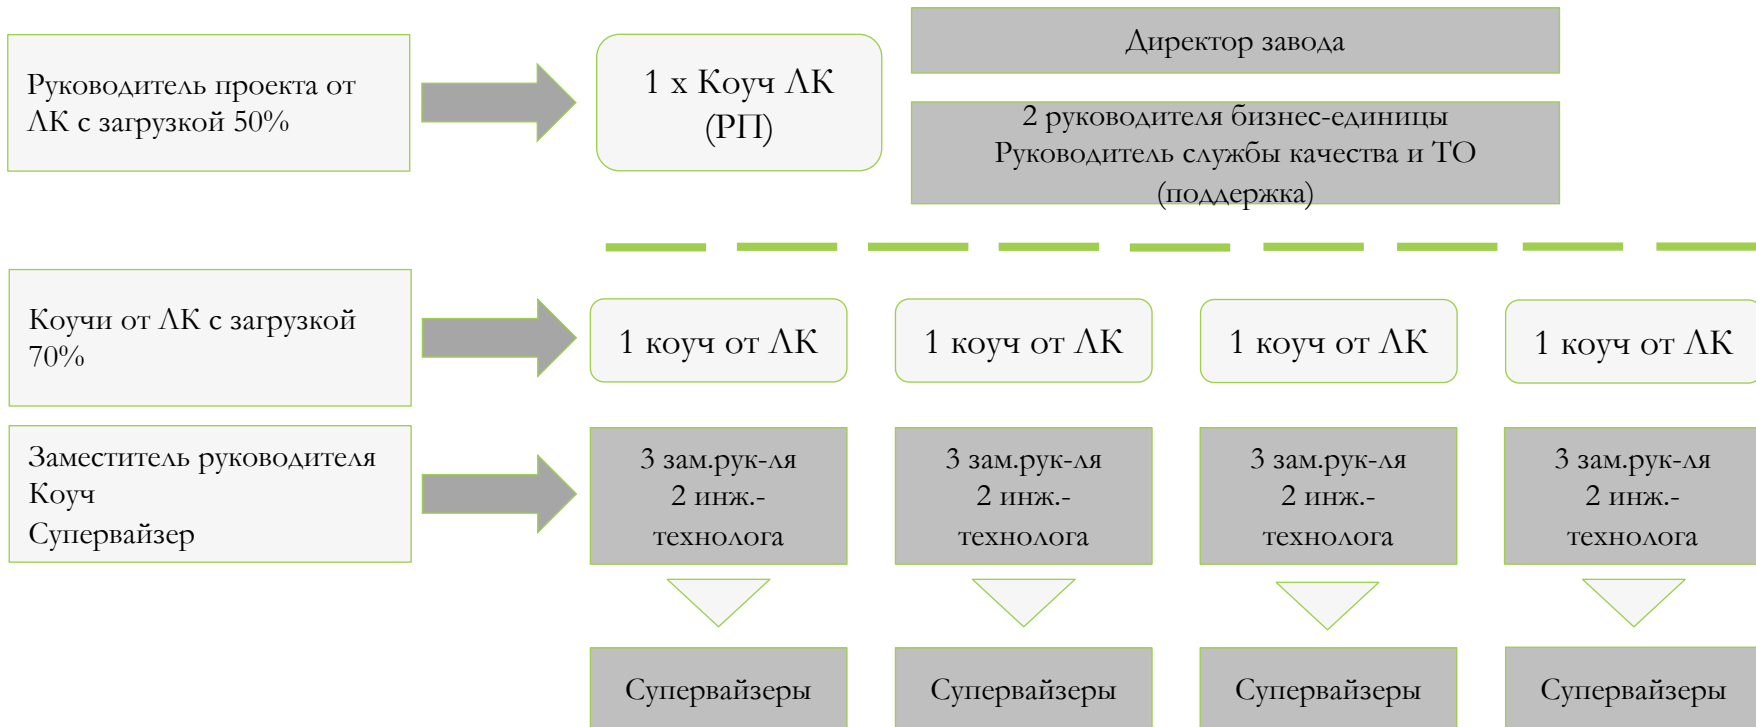 Руководитель проекта от
ЛК с загрузкой 50%
1 х Коуч ЛК
(РП)
Директор завода
2 руководителя бизнес-единицы
Руководитель службы качества и ТО
(поддержка)
Коучи от ЛК с загрузкой
70%
1 коуч от ЛК
1 коуч от ЛК
1 коуч от ЛК
1 коуч от ЛК
Заместитель руководителя
Коуч
Супервайзер
3 зам.рук-ля
2 инж.-
технолога
3 зам.рук-ля
2 инж.-
технолога
3 зам.рук-ля
2 инж.-
технолога
3 зам.рук-ля
2 инж.-
технолога
Супервайзеры
Супервайзеры
Супервайзеры
Супервайзеры